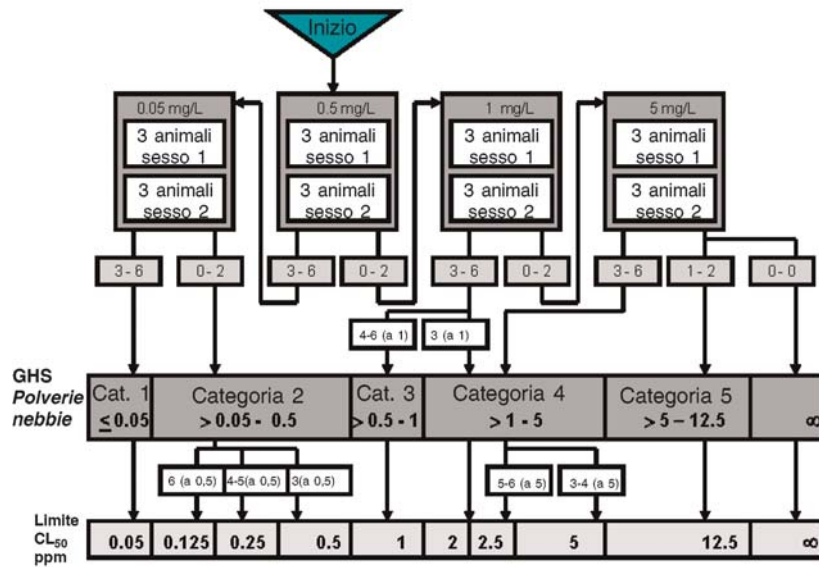 Inizio
0.05 mg/L
0.5 mg/L
1 mg/L
5 mg/L
3 animali
sesso 1
3 animali
sesso 1
3 animali
sesso 1
3 animali
sesso 1
3 animali
sesso 2
3 animali
sesso 2
3 animali
sesso 2
3 animali
sesso 2
3 - 6
0 - 2
3 - 6
0 - 2
3 - 6
0 - 2
3 - 6
1 - 2
0 - 0
4-6 (a 1)
3 (a 1)
GHS
Polverie
nebbie
Cat. 1
≤ 0.05
Categoria 2
> 0.05 - 0.5
Cat. 3
> 0.5 - 1
Categoria 4
> 1 - 5
Categoria 5
> 5 – 12.5
∞
6 (a 0,5)
4-5(a 0,5)
3(a 0,5)
5-6 (a 5)
3-4 (a 5)
Limite
CL50
ppm
0.05
0.125
0.25
0.5
1
2
2.5
5
12.5
∞